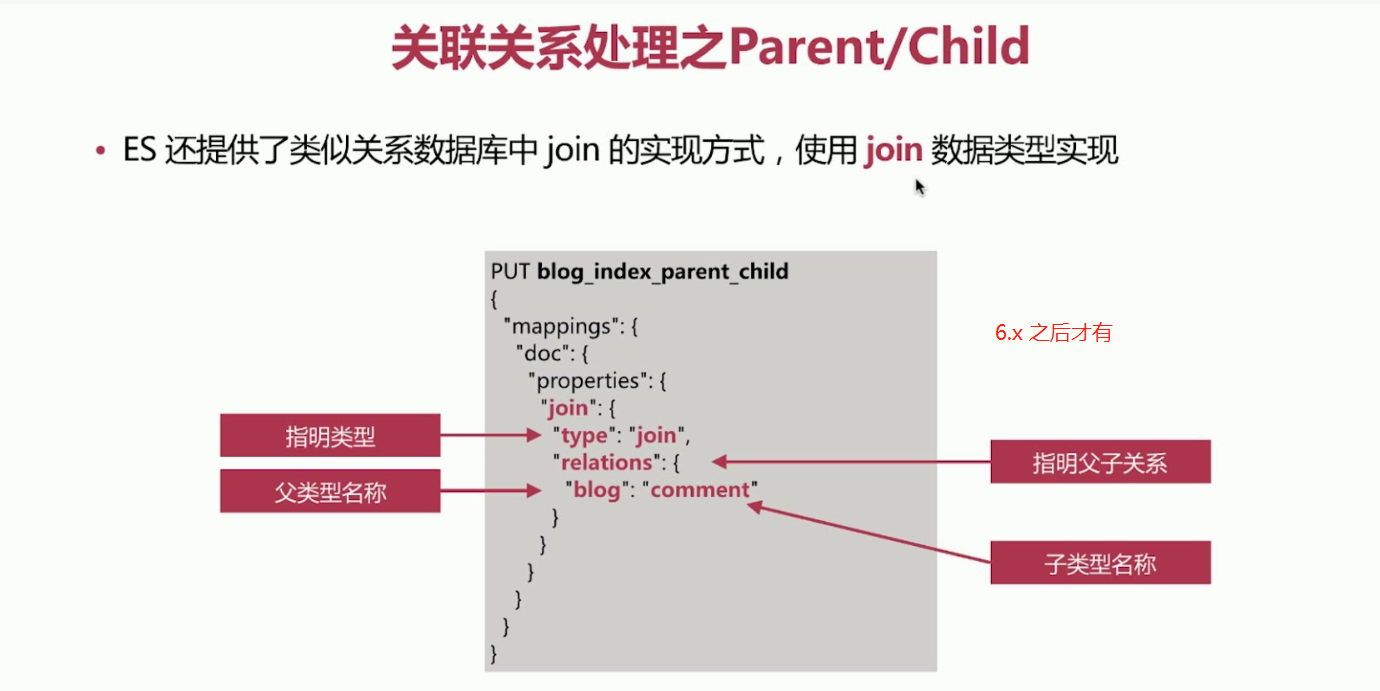 关联关系处理之Parent/Child
• ES 还提供了类似关系数据库中 join 的实现方式，使用 join 数据类型实现
PUT blog_index_parent_child
{
"mappings": {
6.x 之后才有
"doc": {
"properties": {
"join": {
指明类型
"type": "join",
"relations": {
指明父子关系
父类型名称
"blog": "comment"
}
}
子类型名称
}
}
}
}